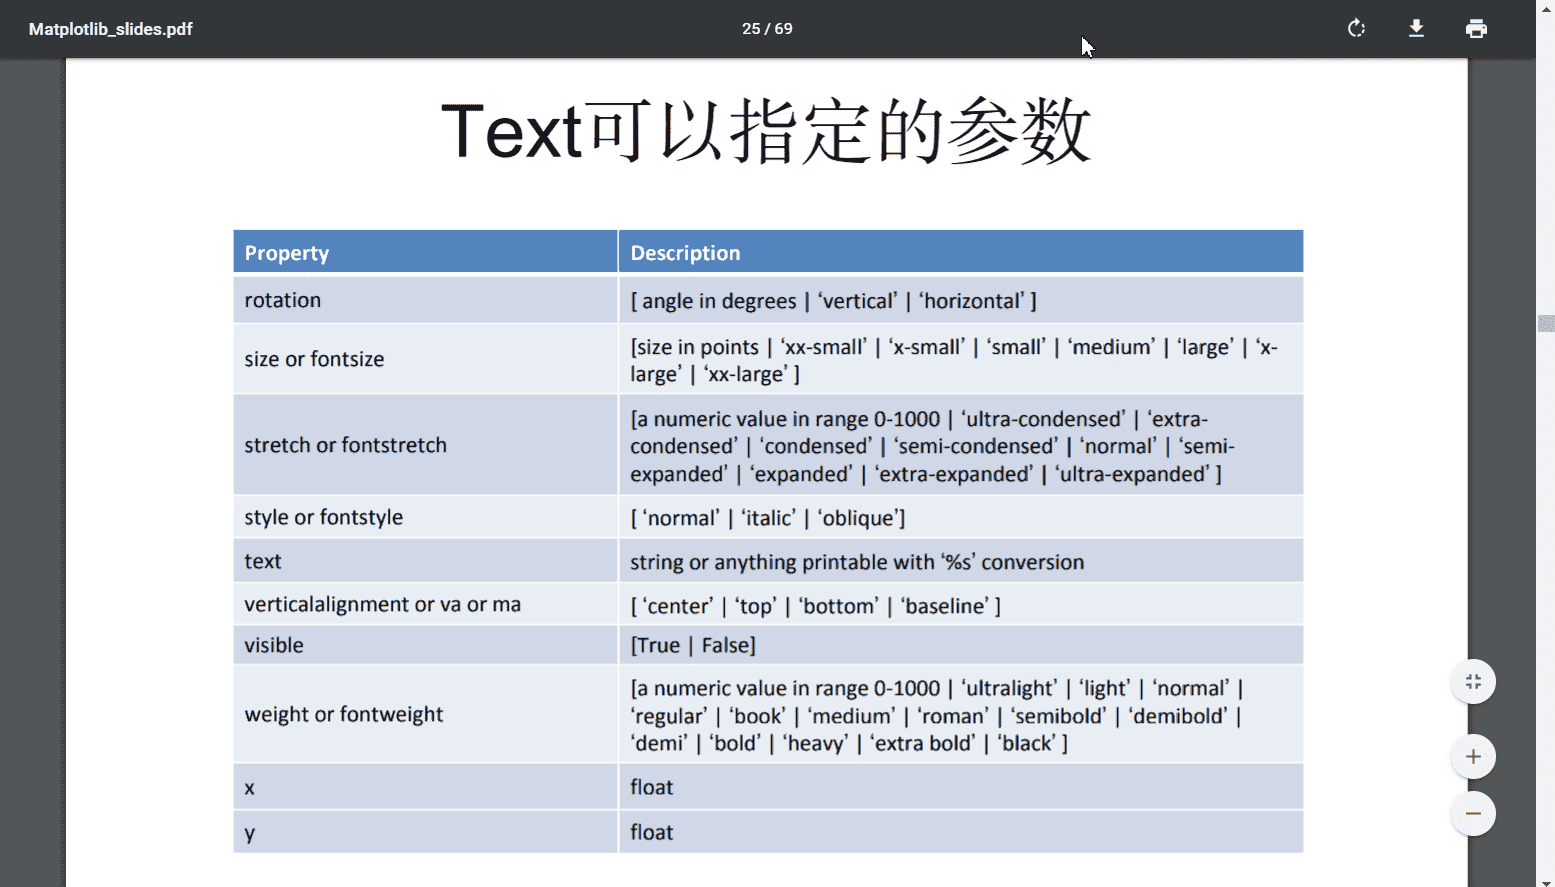 Matplotlib_slides.pdf
25 / 69
Text可以指定的参数
Property
Description
rotation
[ angle in degrees | ‘vertical’ | ‘horizontal’ ]
size or fontsize
[size in points | ‘xx-small’ | ‘x-small’ | ‘small’ | ‘medium’ | ‘large’ | ‘x-
large’ | ‘xx-large’ ]
stretch or fontstretch
[a numeric value in range 0-1000 | ‘ultra-condensed’ | ‘extra-
condensed’ | ‘condensed’ | ‘semi-condensed’ | ‘normal’ | ‘semi-
expanded’ | ‘expanded’ | ‘extra-expanded’ | ‘ultra-expanded’ ]
style or fontstyle
[ ‘normal’ | ‘italic’ | ‘oblique’]
text
string or anything printable with ‘%s’ conversion
verticalalignment or va or ma
[ ‘center’ | ‘top’ | ‘bottom’ | ‘baseline’ ]
visible
[True | False]
weight or fontweight
[a numeric value in range 0-1000 | ‘ultralight’ | ‘light’ | ‘normal’ |
‘regular’ | ‘book’ | ‘medium’ | ‘roman’ | ‘semibold’ | ‘demibold’ |
‘demi’ | ‘bold’ | ‘heavy’ | ‘extra bold’ | ‘black’ ]
x
float
y
float